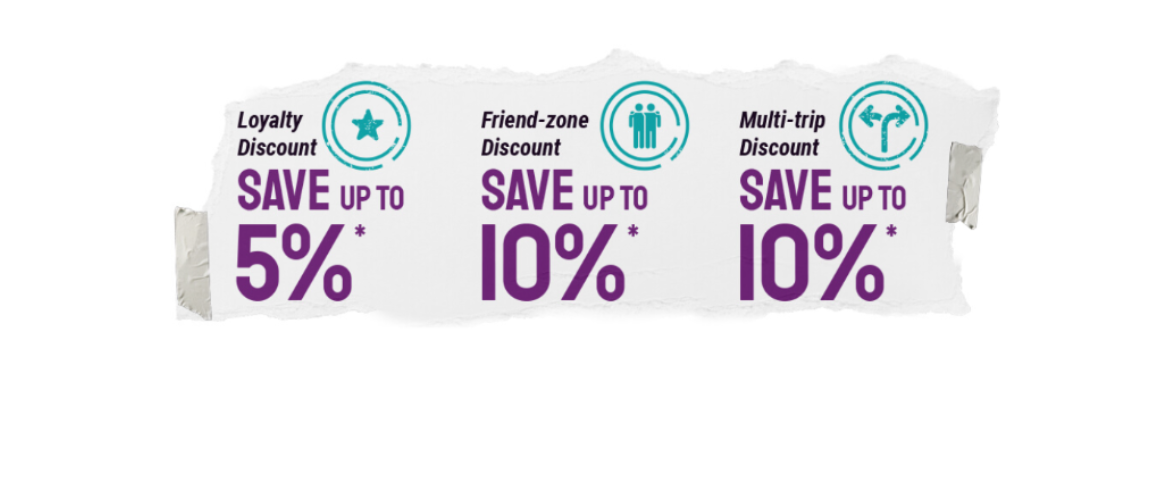 Loyalty
Discount
SAVE UP TO
5%*
Friend-zone
Discount
SAVE UP TO
10%*
Multi-trip
Discount
SAVE UP TO
10%*